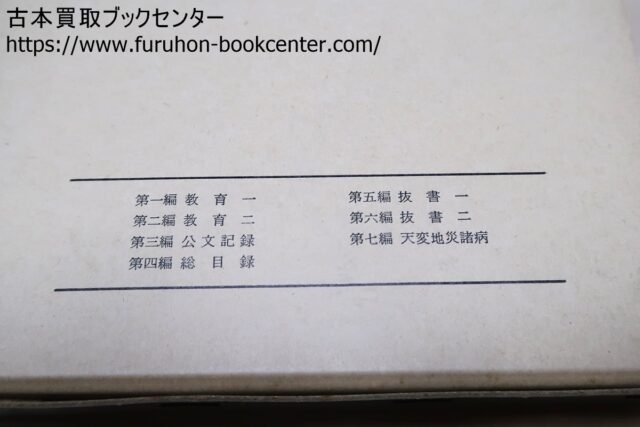 古本買取ブックセンター
https://www.furuhon-bookcenter.com/
第一編 教育一
第二編 教育二
第三編 公文記録
第四編 総目録
第五編 抜書一
第六編 抜書二
第七編 天変地災諸病